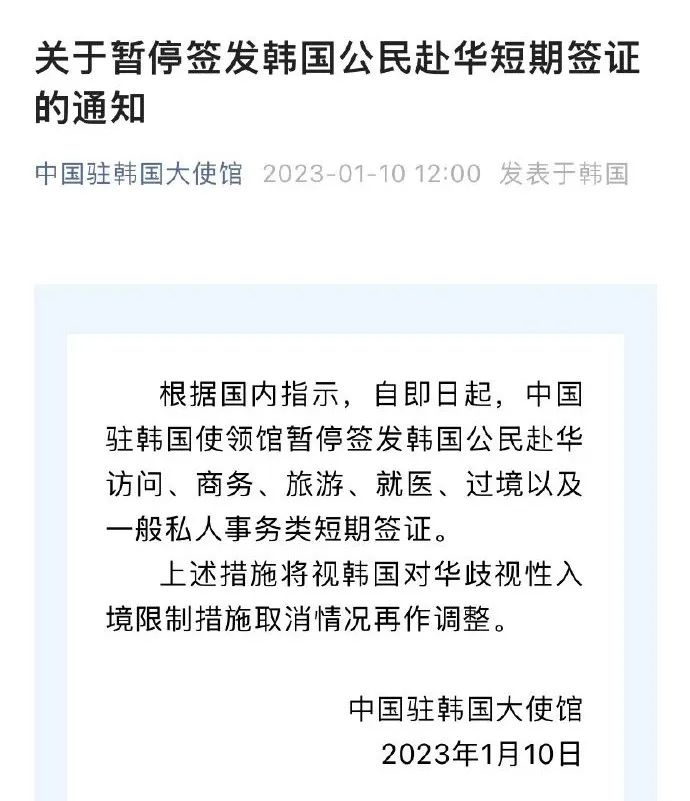 关于暂停签发韩国公民赴华短期签证
的通知
中国驻韩国大使馆 2023-01-10 12:00 发表于韩国
根据国内指示，自即日起，中国
驻韩国使领馆暂停签发韩国公民赴华
访问、商务、旅游、就医、过境以及
一般私人事务类短期签证。
上述措施将视韩国对华歧视性入
境限制措施取消情况再作调整。
中国驻韩国大使馆
2023年1月10日